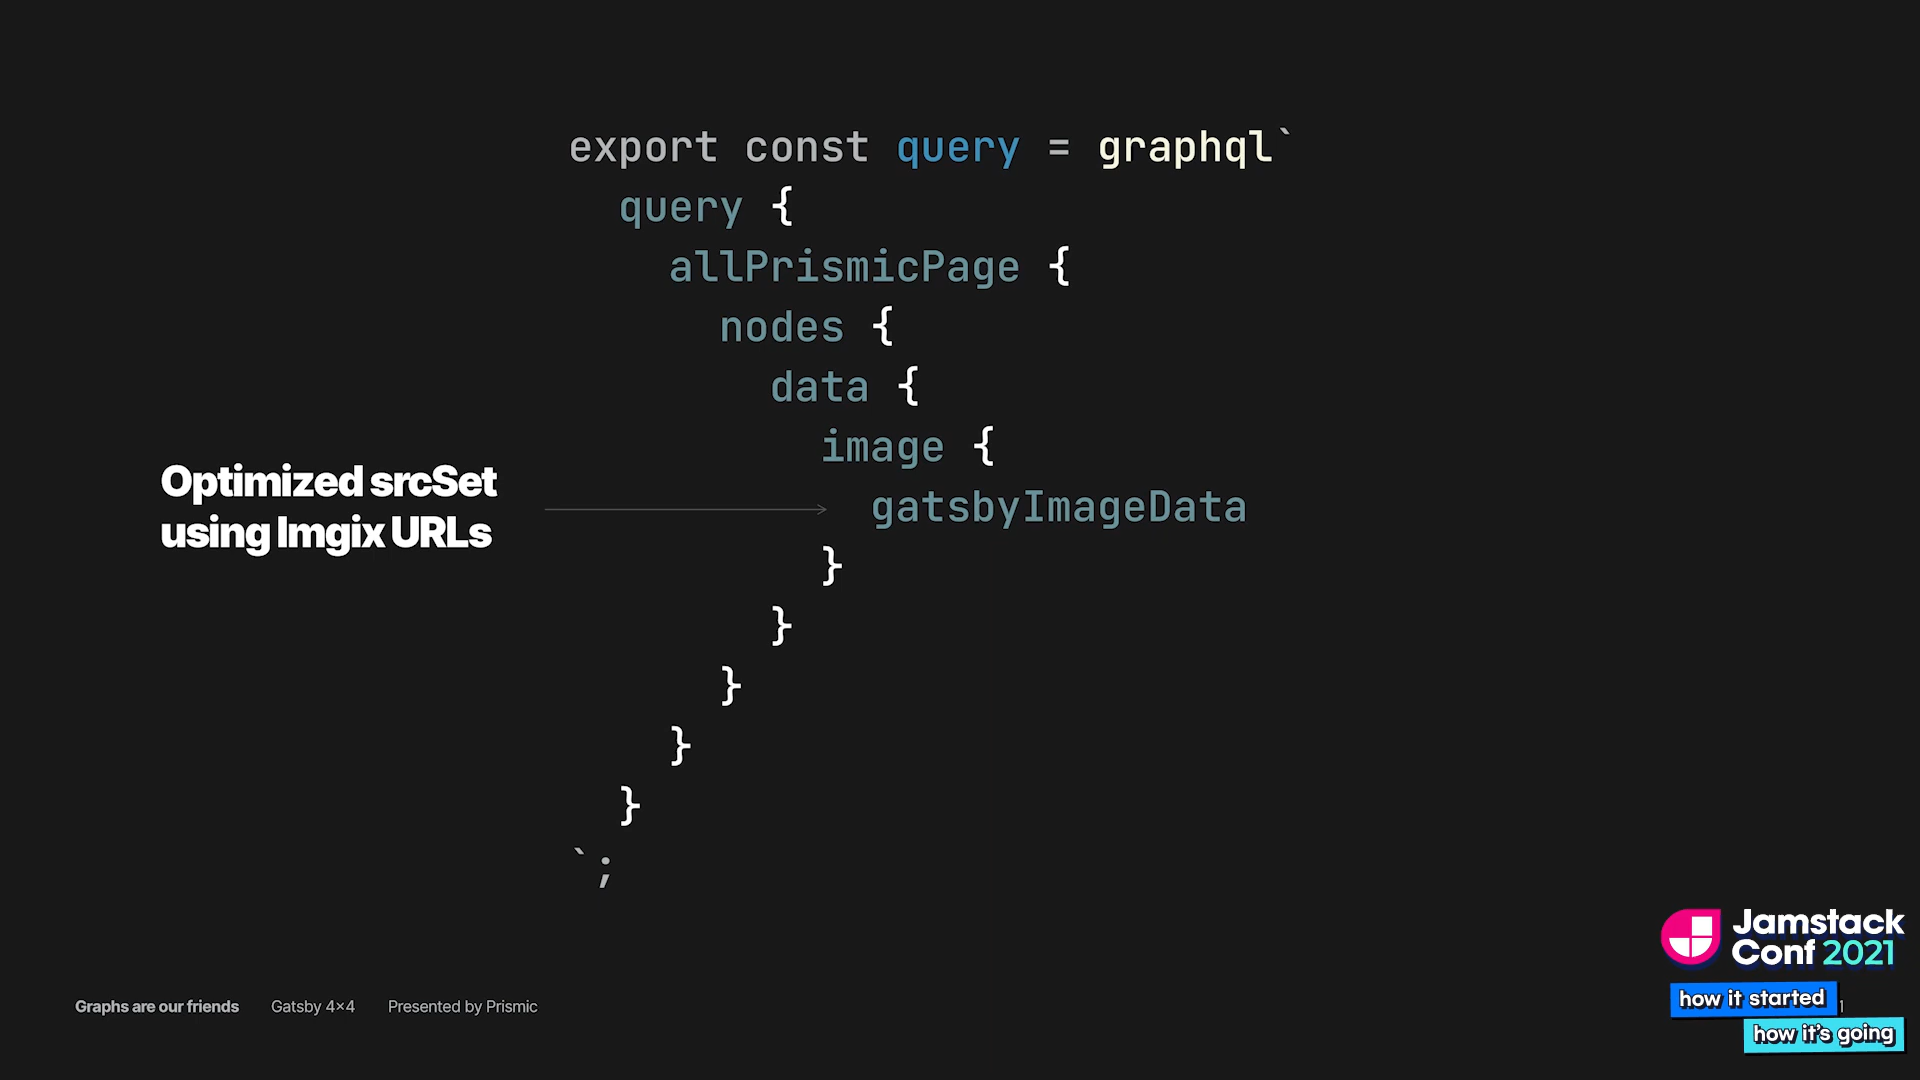 export const query = graphql`
query {
allPrismicPage {
nodes {
data {
image {
Optimized srcSet
using Imgix URLs
gatsbyImageData
}
}
}
}
}
`;
Jamstack
Conf 2021
how it started
how it's going
Graphs are our friends Gatsby 4×4 Presented by Prismic